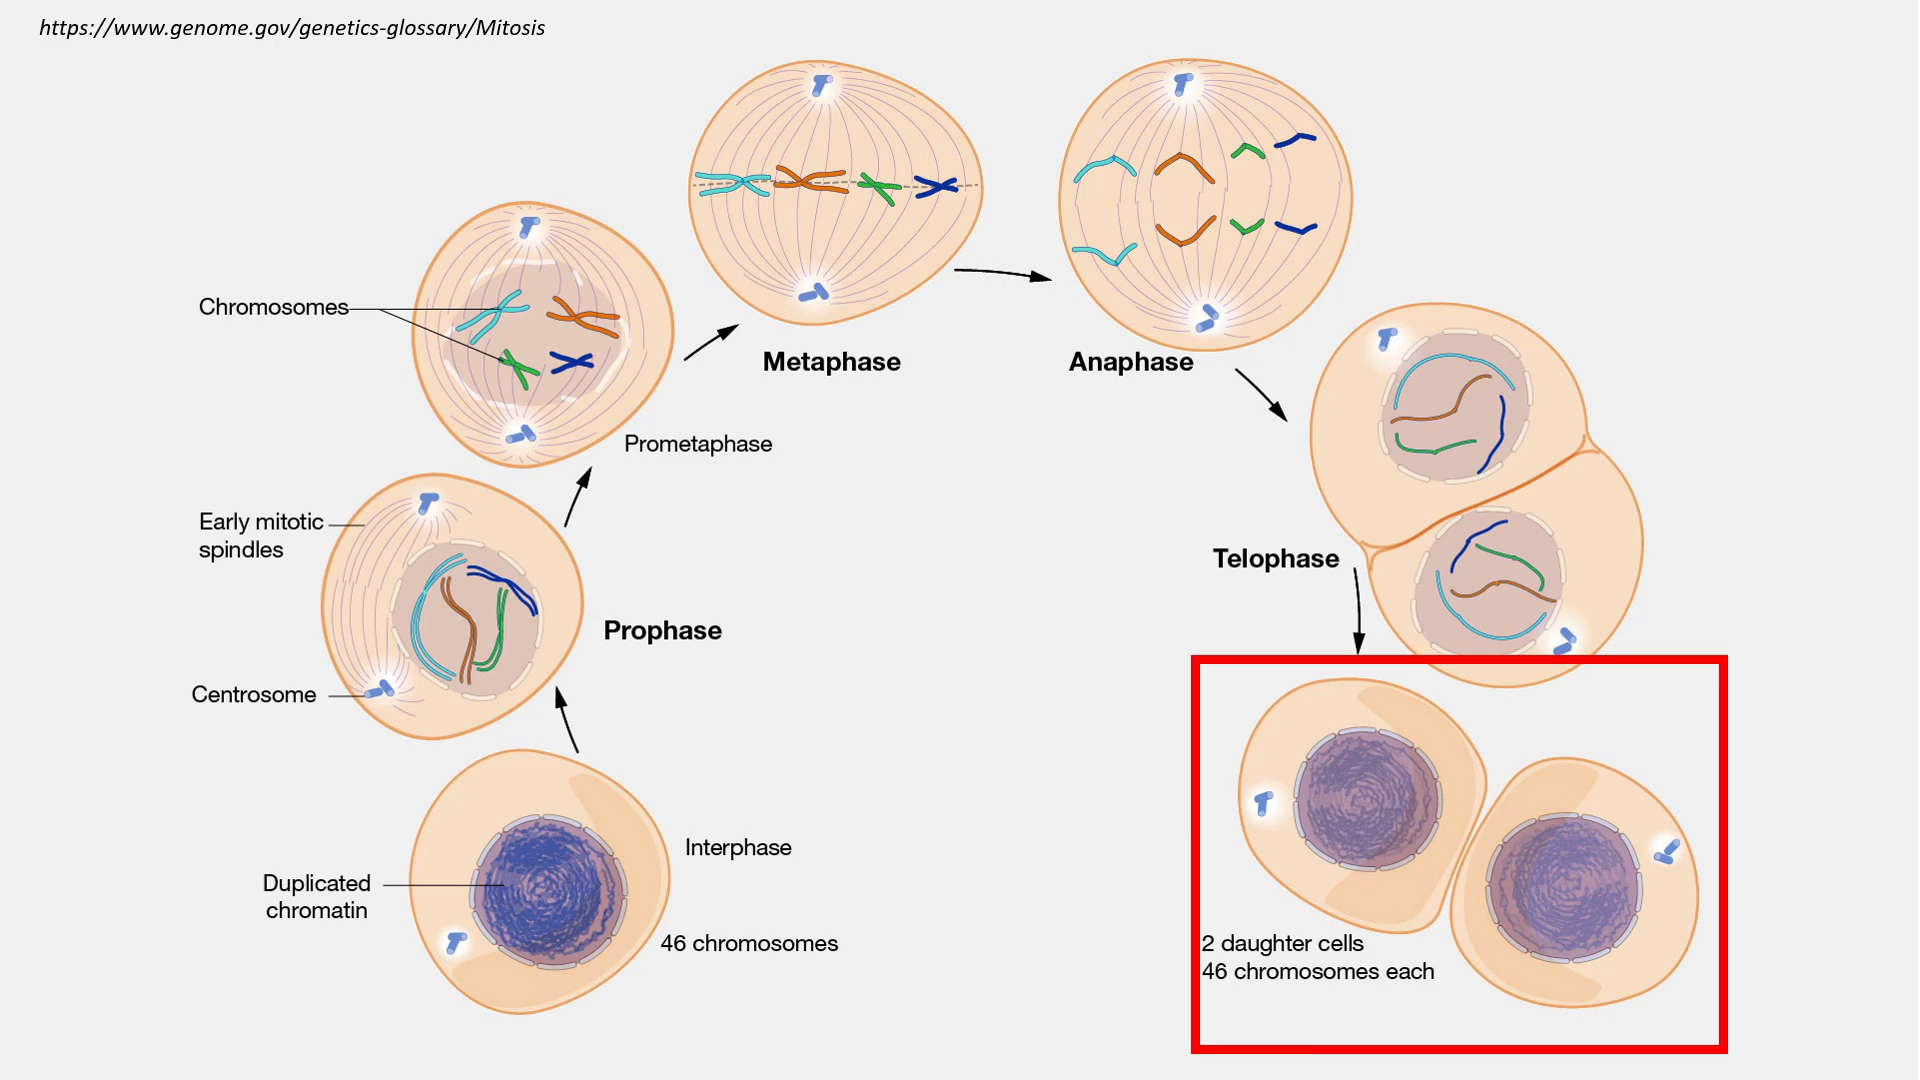 https://www.genome.gov/genetics-glossary/Mitosis
Chromosomes
Metaphase
Anaphase
Prometaphase
Early mitotic
spindles
Telophase
Prophase
Centrosome
Interphase
Duplicated
chromatin
46 chromosomes
2 daughter cells
46 chromosomes each